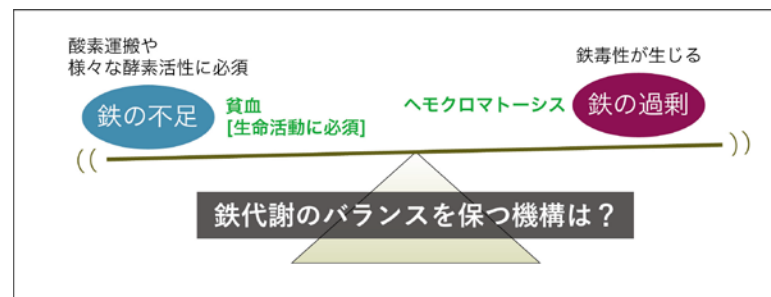 酸素運搬や
様々な酵素活性に必須
鉄の不足
貧血
[生命活動に必須]
鉄毒性が生じる
ヘモクロマトーシス
鉄の過剰
鉄代謝のバランスを保つ機構は？